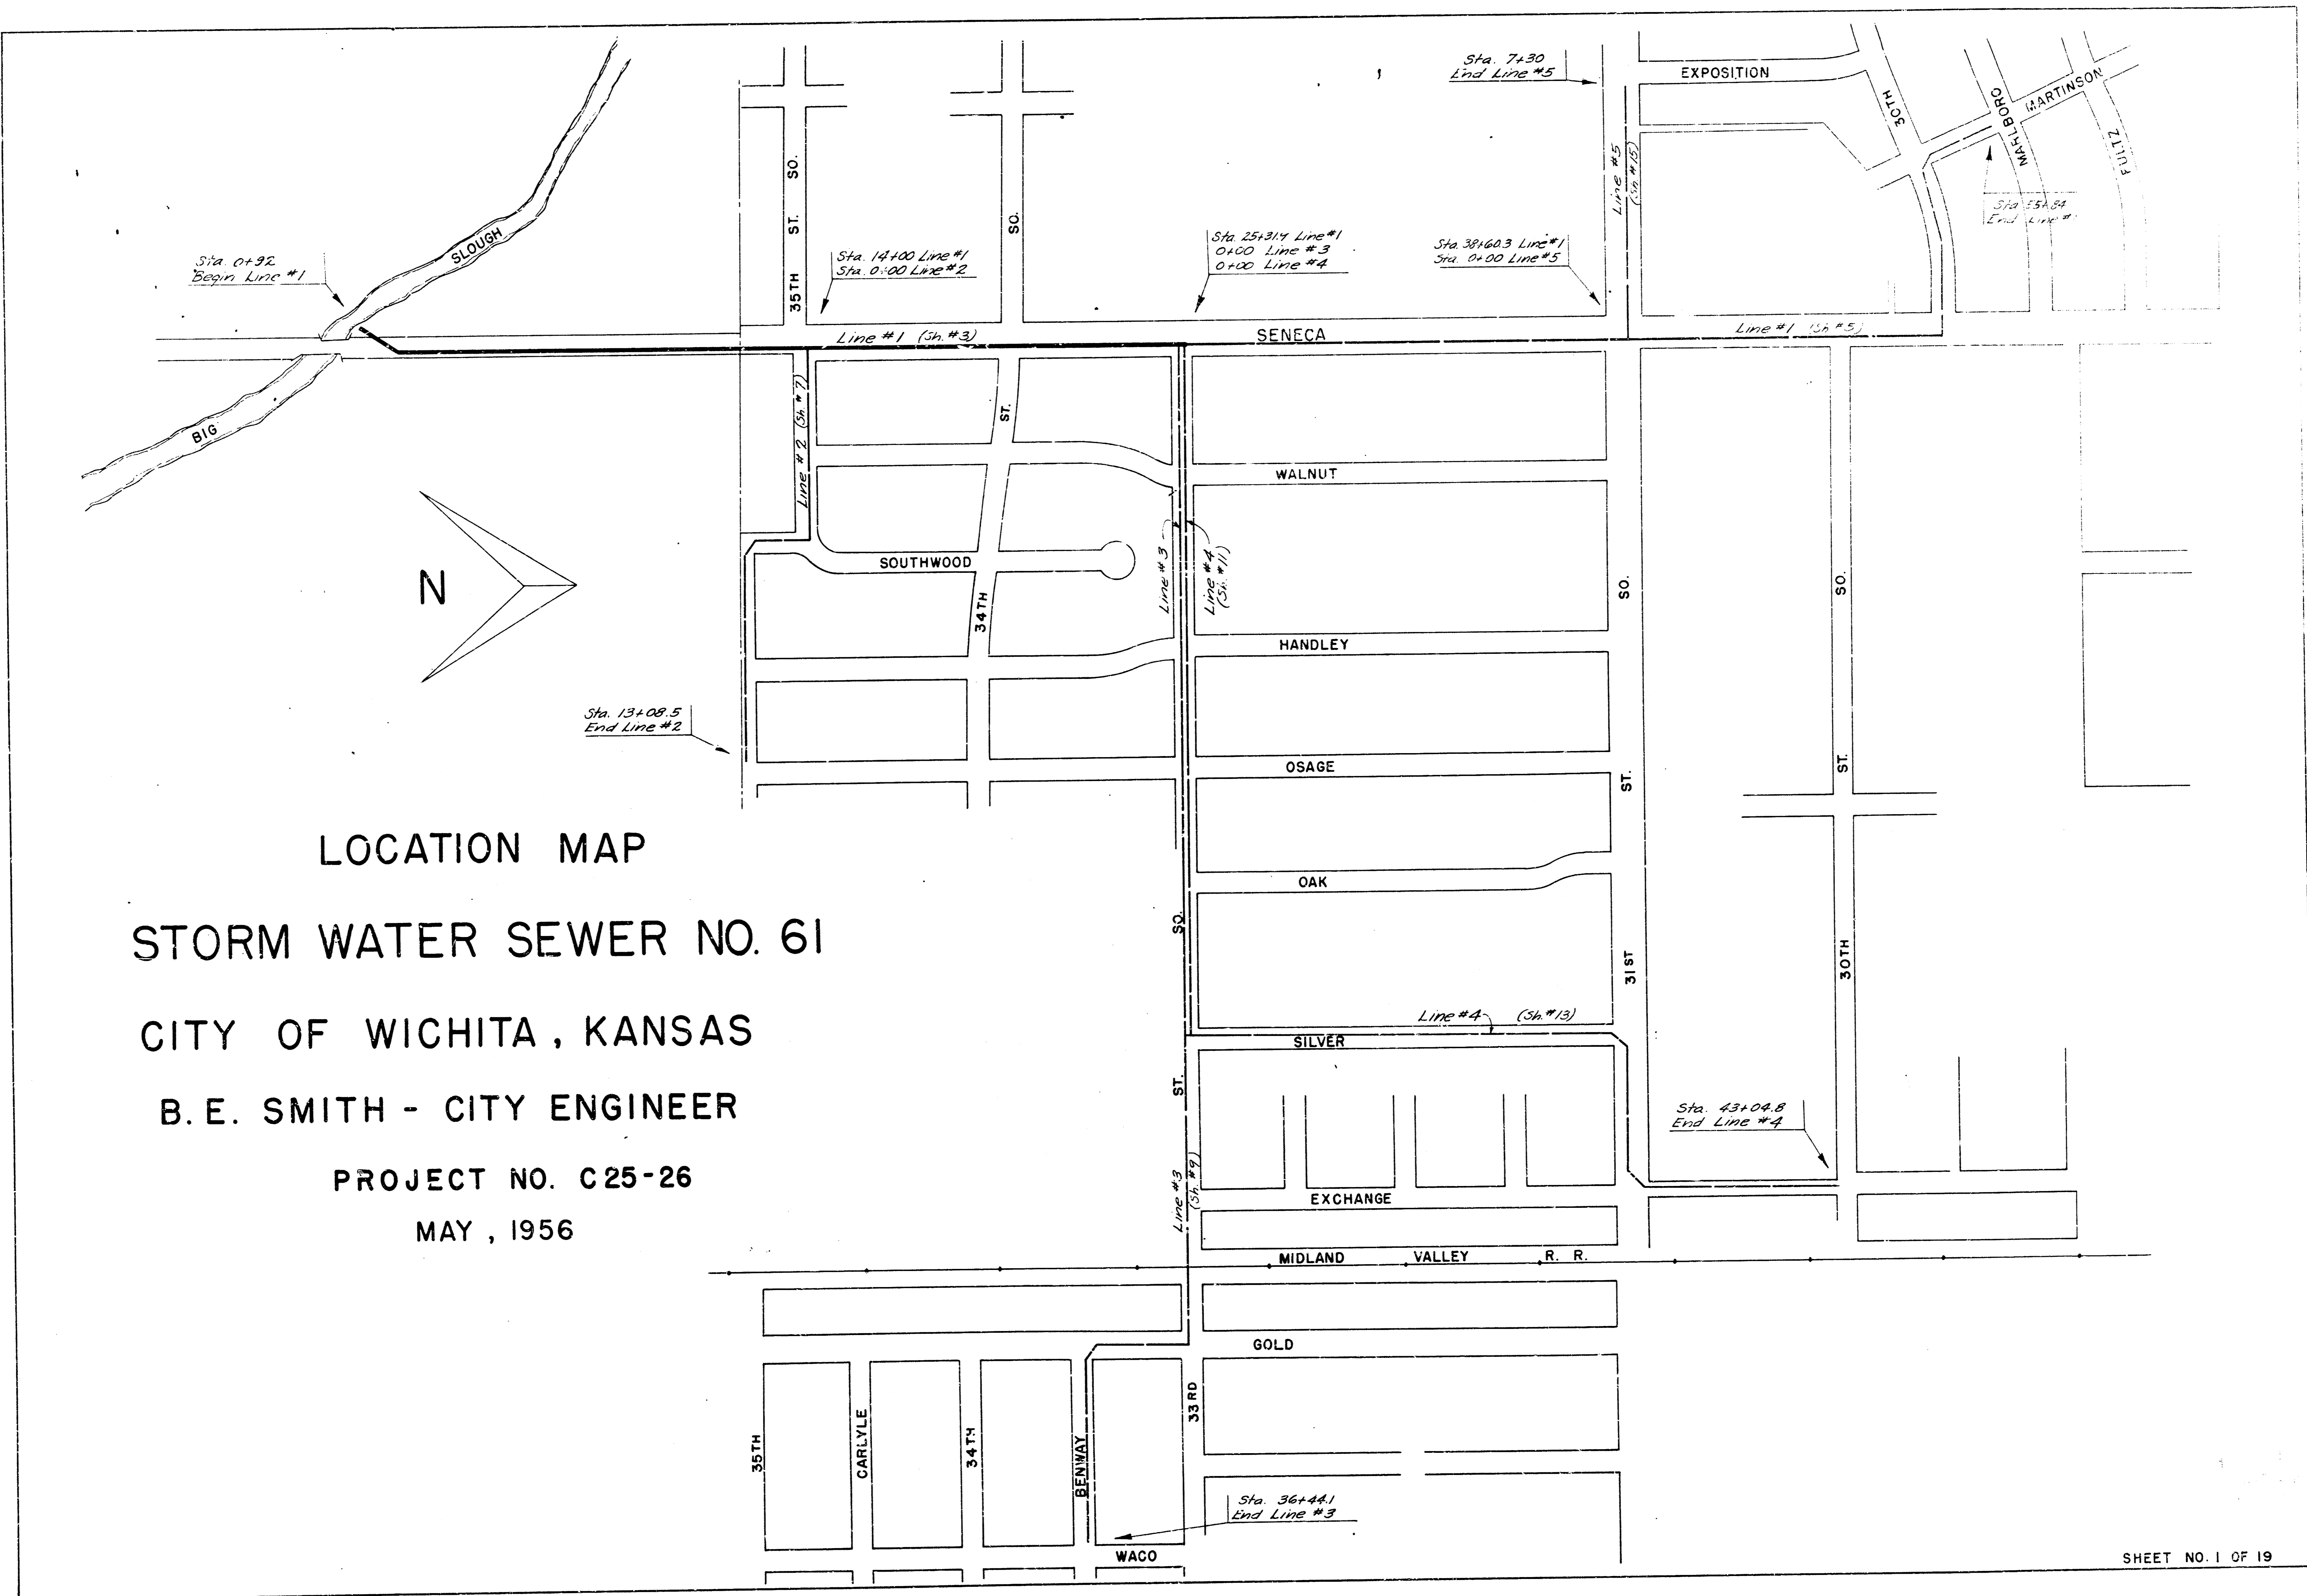 Sta. 7+30
End Line #5
EXPOSITION
30TH
MARLBORO
MARTINSON
FULTZ
35TH ST. SO.
SO.
Line #5
(Sh #15)
SLOUGH
Sta. 0+92
Begin Line #1
Sta. 14+00 Line #1
Sta. 0+00 Line #2
Sta. 25+31.4 Line #1
0+00 Line #3
0+00 Line #4
Sta. 38+60.3 Line #1
Sta. 0+00 Line #5
End Line #
Line #1 (Sh. #3)
SENECA
Line #1 (Sh #5)
BIG
Line #2 (Sh. #7)
ST.
WALNUT
N
SOUTHWOOD
Line #3
Line #4
(Sh. #11)
34TH
HANDLEY
SO.
SO.
Sta. 13+08.5
End Line #2
OSAGE
ST.
ST.
OAK
SO.
31ST
30TH
LOCATION MAP
STORM WATER SEWER NO. 61
CITY OF WICHITA, KANSAS
B. E. SMITH - CITY ENGINEER
PROJECT NO. C 25-26
MAY, 1956
Line #4 (Sh. #13)
SILVER
ST.
Sta. 43+04.8
End Line #4
Line #3
(Sh. #9)
EXCHANGE
MIDLAND VALLEY R. R.
GOLD
35TH
CARLYLE
34TH
BENWAY
33RD
Sta. 36+44.1
End Line #3
WACO
SHEET NO. 1 OF 19